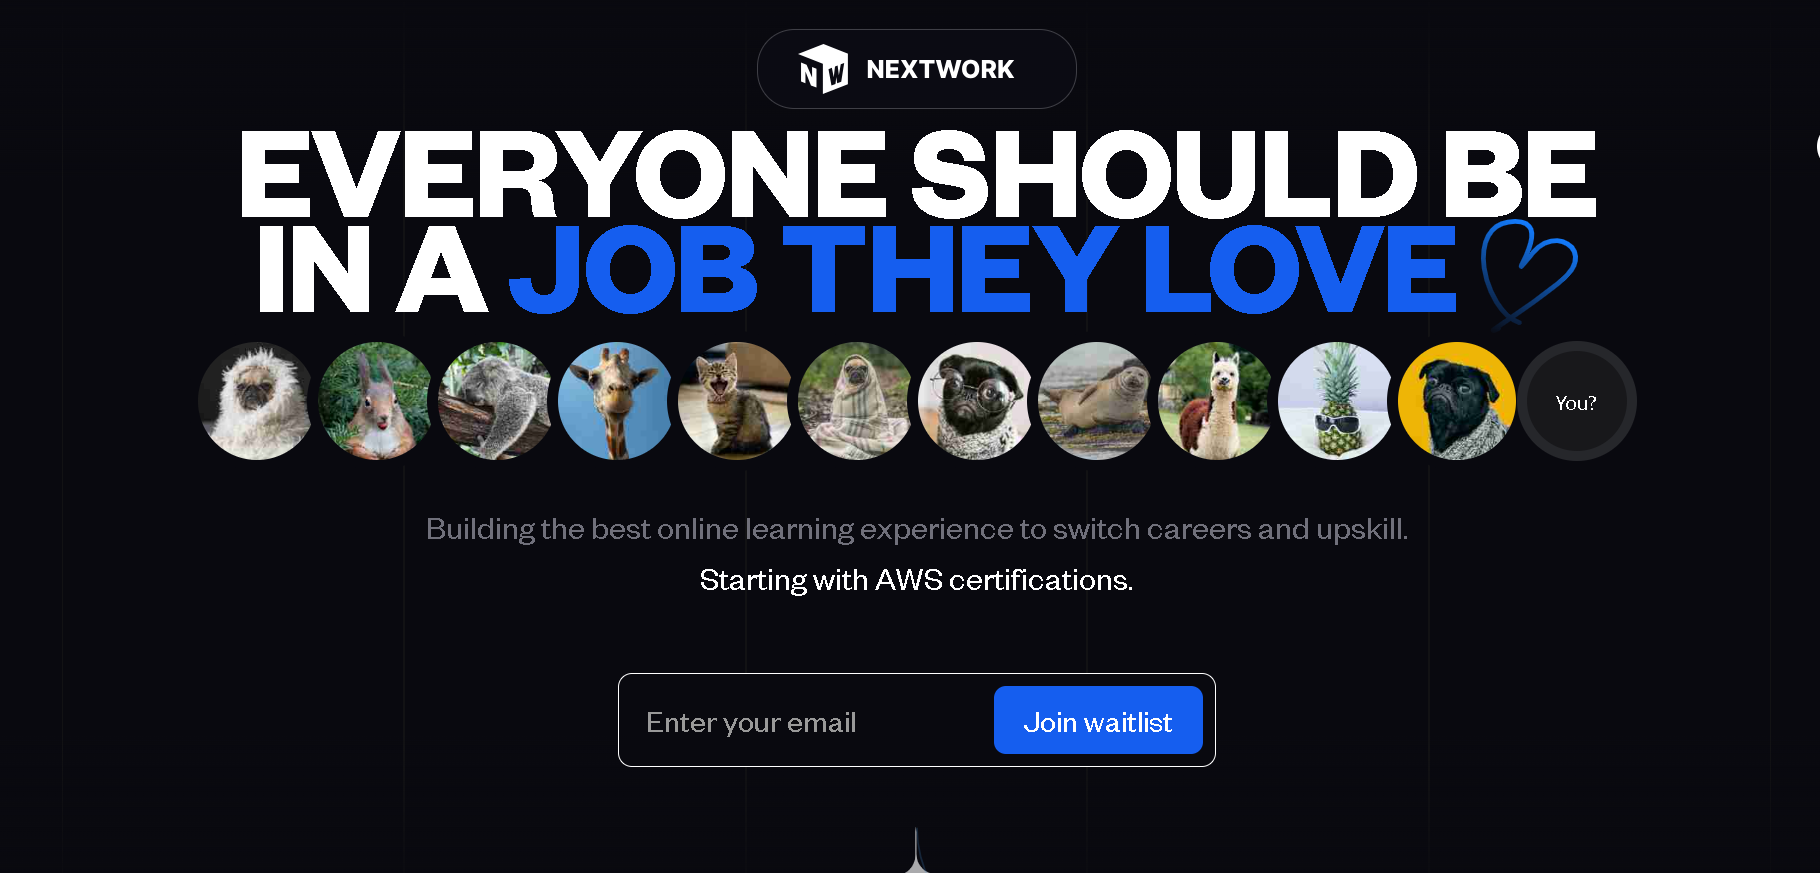 NW NEXTWORK
EVERYONE SHOULD BE
IN A JOB THEY LOVE
You?
Building the best online learning experience to switch careers and upskill.
Starting with AWS certifications.
Enter your email
Join waitlist